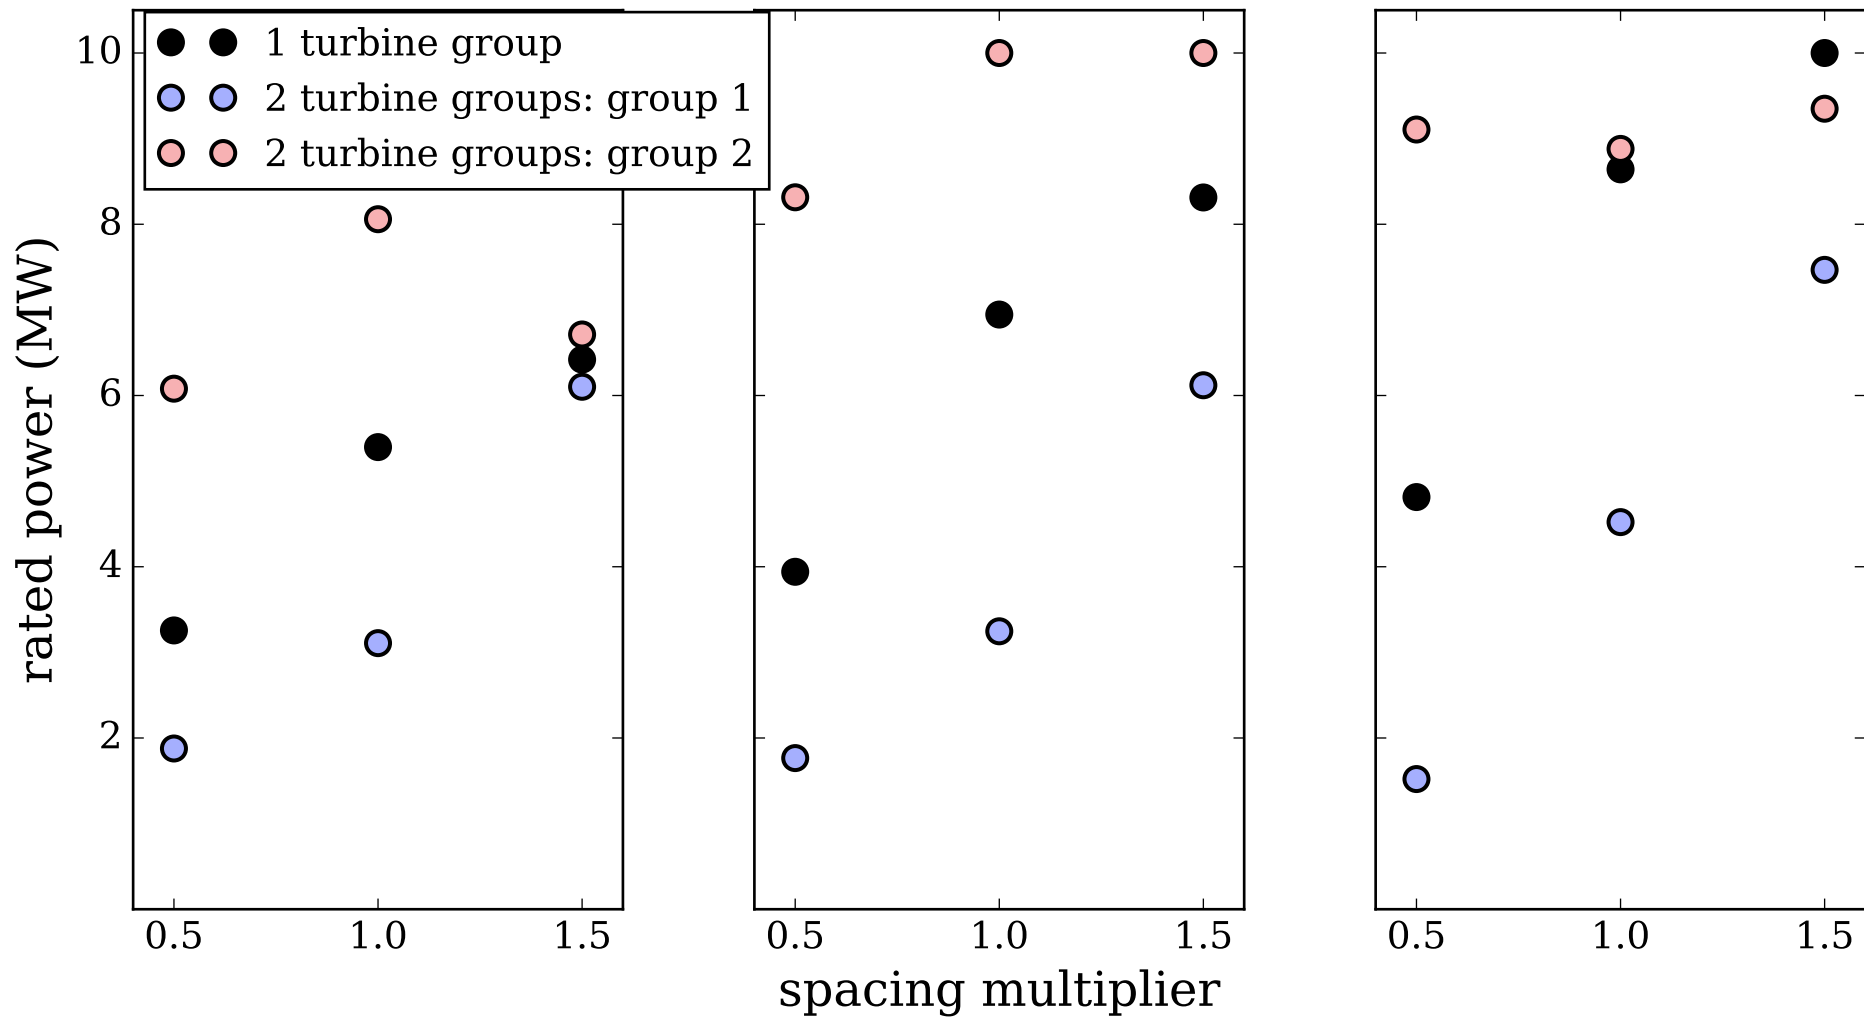 1 turbine group
2 turbine groups: group 1
2 turbine groups: group 2
rated power (MW)
10
8
6
4
2
0.5 1.0 1.5
0.5 1.0 1.5
0.5 1.0 1.5
spacing multiplier